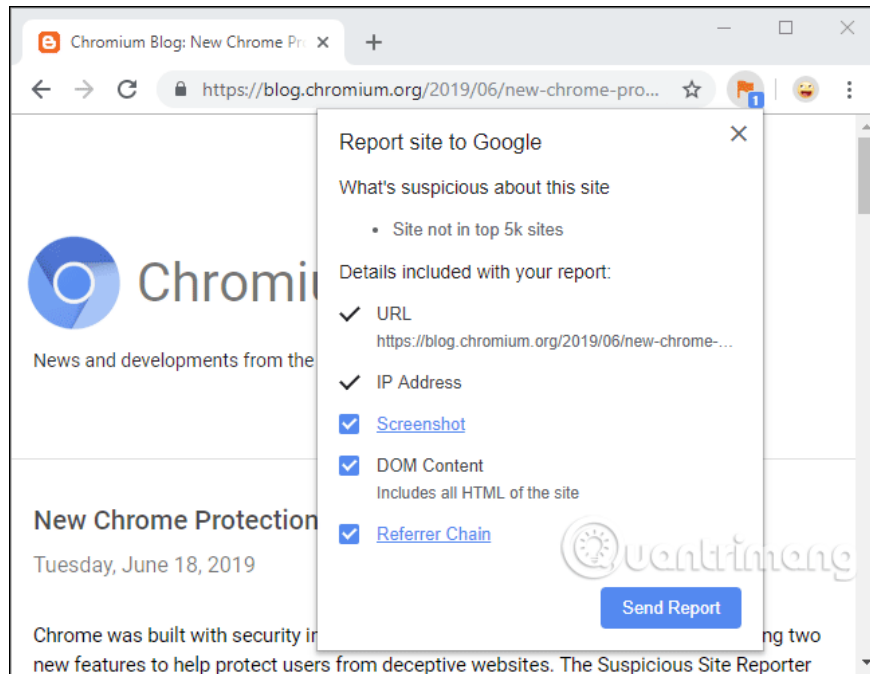 Chromium Blog: New Chrome Pr
https://blog.chromium.org/2019/06/new-chrome-pro...
1
Report site to Google
What's suspicious about this site
• Site not in top 5k sites
Details included with your report:
URL
https://blog.chromium.org/2019/06/new-chrome-...
IP Address
Screenshot
DOM Content
Includes all HTML of the site
Referrer Chain
Send Report
Chromiu
News and developments from the
New Chrome Protection
Tuesday, June 18, 2019
Chrome was built with security in
ng two
new features to help protect users from deceptive websites. The Suspicious Site Reporter
Quantrimang